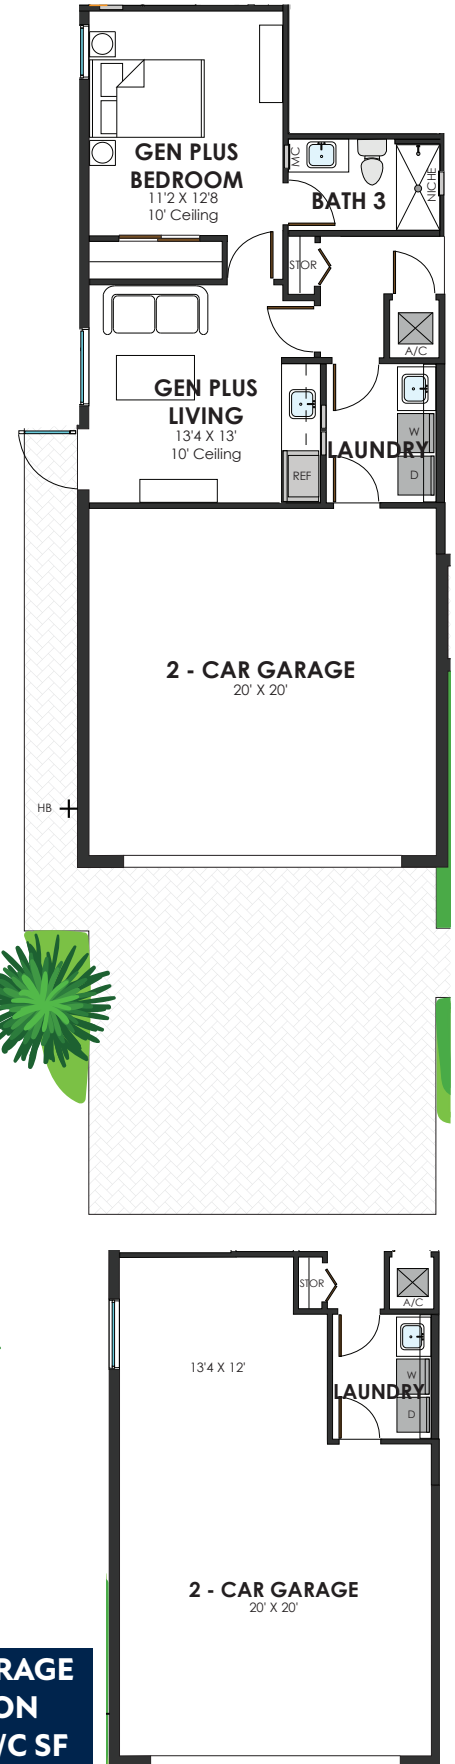 GEN PLUS
BEDROOM
11'2 X 12'8
10' Ceiling
MC
BATH 3
NICHE
STOR
A/C
GEN PLUS
LIVING
13'4 X 13'
10' Ceiling
REF
LAUNDRY
W
D
2 - CAR GARAGE
20' X 20'
HB
STOR
A/C
13'4 X 12'
LAUNDRY
W
D
2 - CAR GARAGE
20' X 20'
RAGE
ON
/C SF